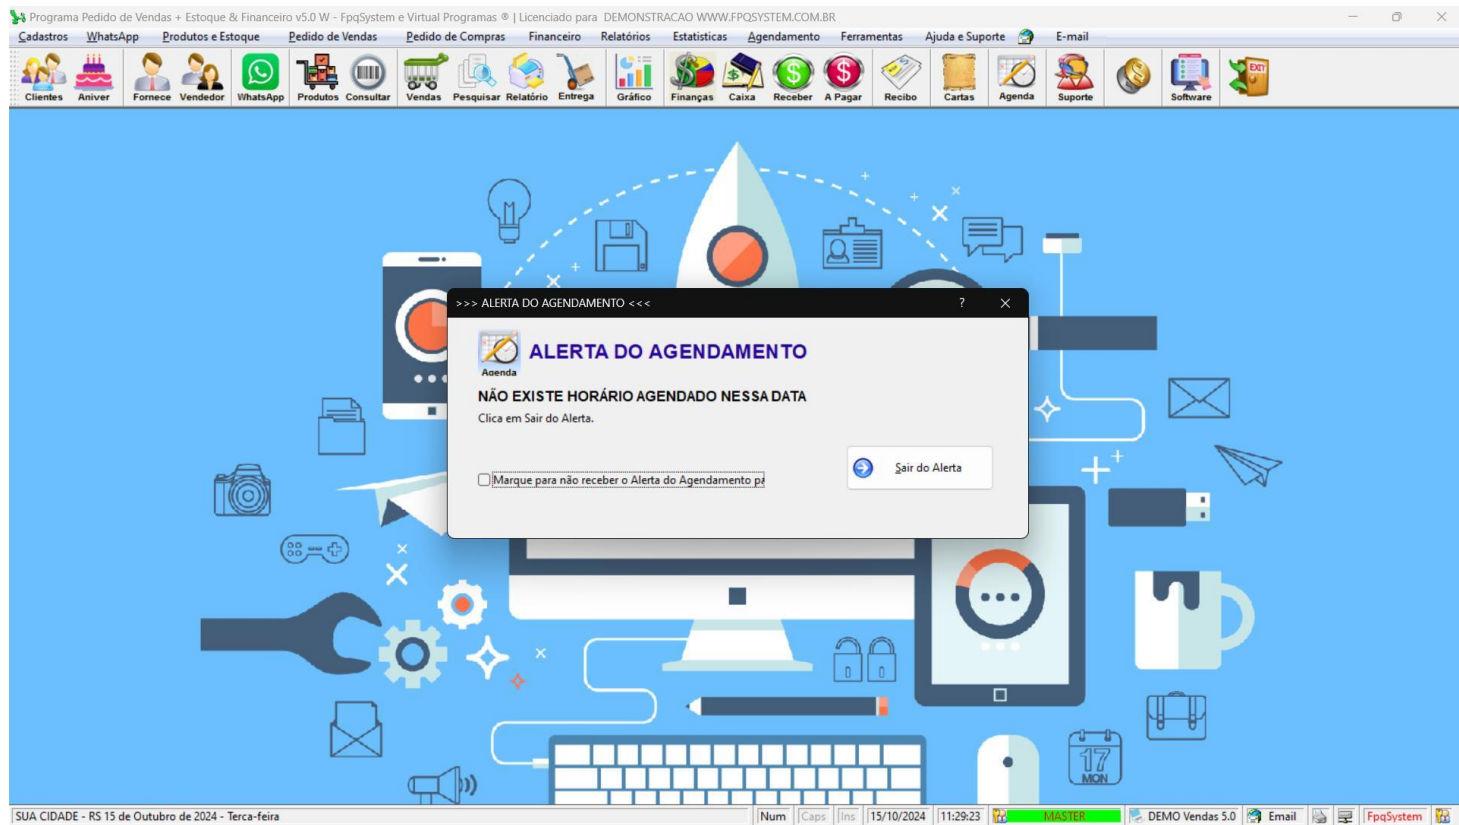 Programa Pedido de Vendas + Estoque & Financeiro v5.0 W - FpqSystem e Virtual Programas ® | Licenciado para DEMONSTRACAO WWW.FPQSYSTEM.COM.BR
Cadastros WhatsApp Produtos e Estoque Pedido de Vendas Pedido de Compras Financeiro Relatórios Estatisticas Agendamento Ferramentas Ajuda e Suporte E-mail
Clientes Aniver Fornece Vendedor WhatsApp Produtos Consultar Vendas Pesquisar Relatório Entrega Gráfico Finanças Caixa Receber A Pagar Recibo Cartas Agenda Suporte Software
EXIT
>>> ALERTA DO AGENDAMENTO <<<
?
Agenda
ALERTA DO AGENDAMENTO
NÃO EXISTE HORÁRIO AGENDADO NESSA DATA
Clica em Sair do Alerta.
Sair do Alerta
Marque para não receber o Alerta do Agendamento pa
17
MON
SUA CIDADE - RS 15 de Outubro de 2024 - Terca-feira Num Caps Ins 15/10/2024 11:29:23 MASTER DEMO Vendas 5.0 Email FpqSystem